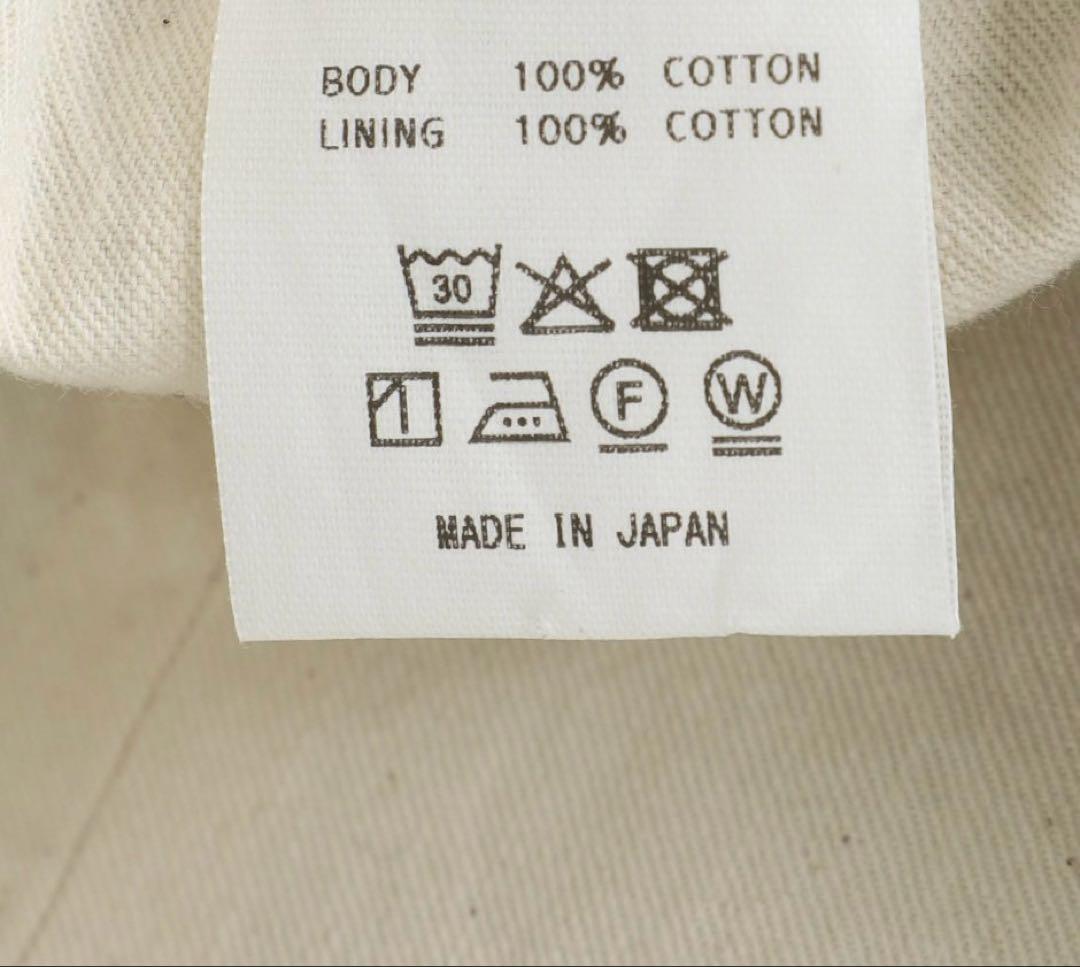 BODY 100% COTTON
LINING 100% COTTON
30
F W
MADE IN JAPAN